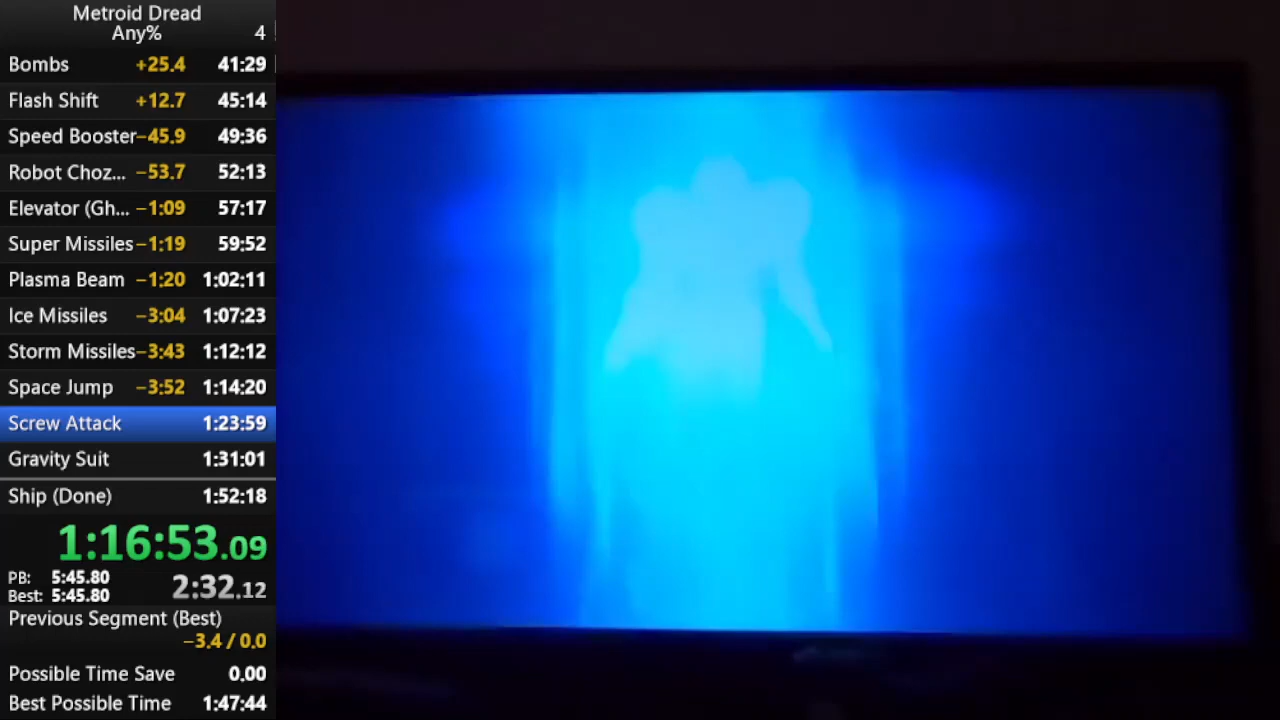 Metroid Dread
Any%
4
Bombs +25.4 41:29
Flash Shift +12.7 45:14
Speed Booster −45.9 49:36
Robot Choz... −53.7 52:13
Elevator (Gh... −1:09 57:17
Super Missiles −1:19 59:52
Plasma Beam −1:20 1:02:11
Ice Missiles −3:04 1:07:23
Storm Missiles −3:43 1:12:12
Space Jump −3:52 1:14:20
Screw Attack 1:23:59
Gravity Suit 1:31:01
Ship (Done) 1:52:18
1:16:53.09
PB: 5:45.80
Best: 5:45.80
2:32.12
Previous Segment (Best)
−3.4 / 0.0
Possible Time Save 0.00
Best Possible Time 1:47:44